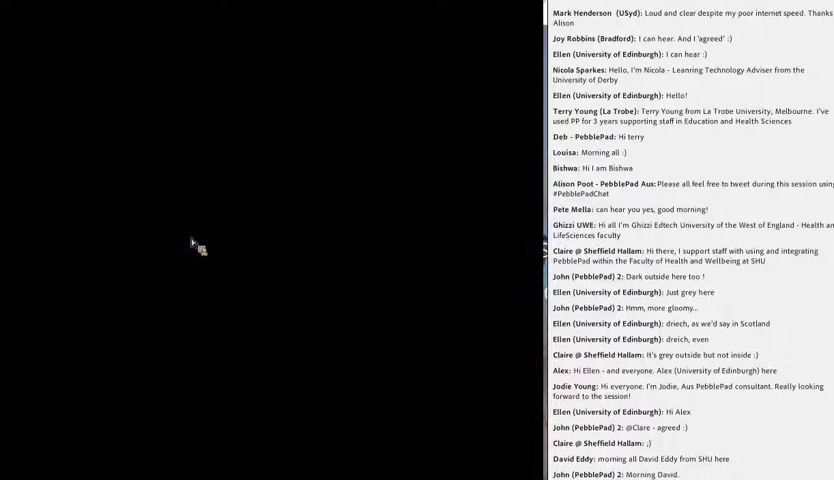 Mark Henderson (USyd): Loud and clear despite my poor internet speed. Thanks
Alison
Joy Robbins (Bradford): I can hear. And I 'agreed' :)
Ellen (University of Edinburgh): I can hear :)
Nicola Sparkes: Hello, I'm Nicola - Leanring Technology Adviser from the
University of Derby
Ellen (University of Edinburgh): Hello!
Terry Young (La Trobe): Terry Young from La Trobe University, Melbourne. I've
used PP for 3 years supporting staff in Education and Health Sciences
Deb - PebblePad: Hi terry
Louisa: Morning all :)
Bishwa: Hi I am Bishwa
Alison Poot - PebblePad Aus: Please all feel free to tweet during this session using
#PebblePadChat
Pete Mella: can hear you yes, good morning!
Ghizzi UWE: Hi all I'm Ghizzi Edtech University of the West of England - Health an
LifeSciences faculty
Claire @ Sheffield Hallam: Hi there, I support staff with using and integrating
PebblePad within the Faculty of Health and Wellbeing at SHU
John (PebblePad) 2: Dark outside here too !
Ellen (University of Edinburgh): Just grey here
John (PebblePad) 2: Hmm, more gloomy...
Ellen (University of Edinburgh): driech, as we'd say in Scotland
Ellen (University of Edinburgh): dreich, even
Claire @ Sheffield Hallam: It's grey outside but not inside :)
Alex: Hi Ellen - and everyone. Alex (University of Edinburgh) here
Jodie Young: Hi everyone. I'm Jodie, Aus PebblePad consultant. Really looking
forward to the session!
Ellen (University of Edinburgh): Hi Alex
John (PebblePad) 2: @Clare - agreed :)
Claire @ Sheffield Hallam: ;)
David Eddy: morning all David Eddy from SHU here
John (PebblePad) 2: Morning David.